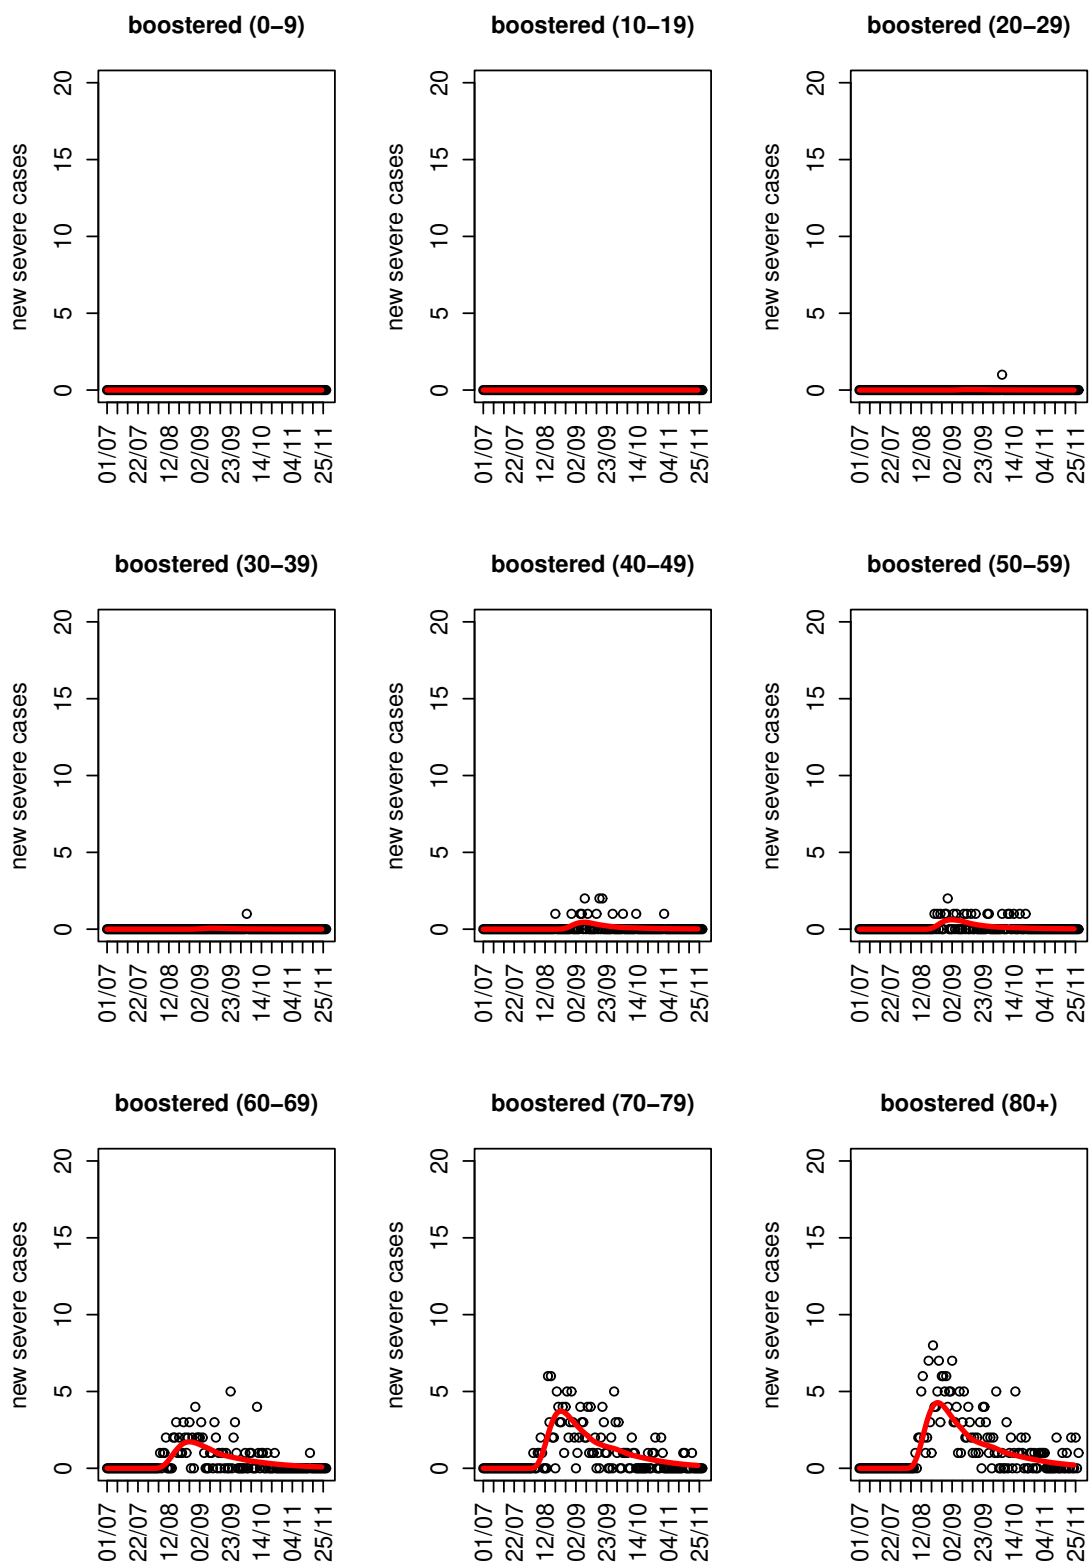 boostered (0−9)
new severe cases
0 5 10 15 20
01/07 22/07 12/08 02/09 23/09 14/10 04/11 25/11
boostered (10−19)
new severe cases
0 5 10 15 20
01/07 22/07 12/08 02/09 23/09 14/10 04/11 25/11
boostered (20−29)
new severe cases
0 5 10 15 20
01/07 22/07 12/08 02/09 23/09 14/10 04/11 25/11
boostered (30−39)
new severe cases
0 5 10 15 20
01/07 22/07 12/08 02/09 23/09 14/10 04/11 25/11
boostered (40−49)
new severe cases
0 5 10 15 20
01/07 22/07 12/08 02/09 23/09 14/10 04/11 25/11
boostered (50−59)
new severe cases
0 5 10 15 20
01/07 22/07 12/08 02/09 23/09 14/10 04/11 25/11
boostered (60−69)
new severe cases
0 5 10 15 20
01/07 22/07 12/08 02/09 23/09 14/10 04/11 25/11
boostered (70−79)
new severe cases
0 5 10 15 20
01/07 22/07 12/08 02/09 23/09 14/10 04/11 25/11
boostered (80+)
new severe cases
0 5 10 15 20
01/07 22/07 12/08 02/09 23/09 14/10 04/11 25/11